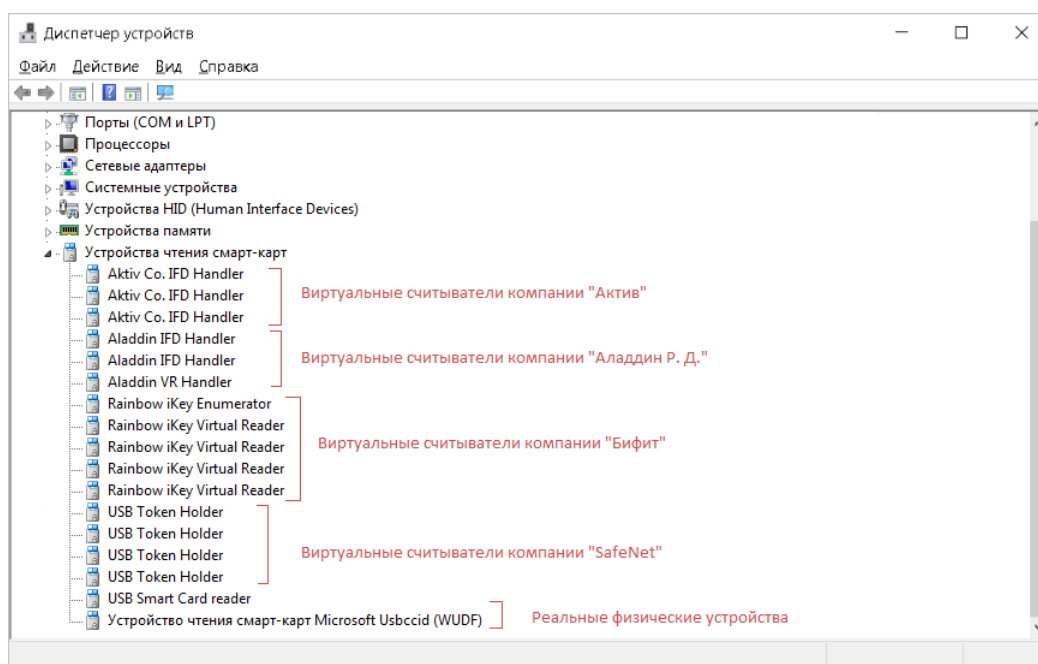 Диспетчер устройств
Файл Действие Вид Справка
Порты (COM и LPT)
Процессоры
Сетевые адаптеры
Системные устройства
Устройства HID (Human Interface Devices)
Устройства памяти
Устройства чтения смарт-карт
Aktiv Co. IFD Handler
Aktiv Co. IFD Handler
Виртуальные считыватели компании "Актив"
Aktiv Co. IFD Handler
Aladdin IFD Handler
Aladdin IFD Handler
Виртуальные считыватели компании "Аладдин Р. Д."
Aladdin VR Handler
Rainbow iKey Enumerator
Rainbow iKey Virtual Reader
Rainbow iKey Virtual Reader
Виртуальные считыватели компании "Бифит"
Rainbow iKey Virtual Reader
Rainbow iKey Virtual Reader
USB Token Holder
USB Token Holder
USB Token Holder
Виртуальные считыватели компании "SafeNet"
USB Token Holder
USB Smart Card reader
Устройство чтения смарт-карт Microsoft Usbccid (WUDF)
Реальные физические устройства